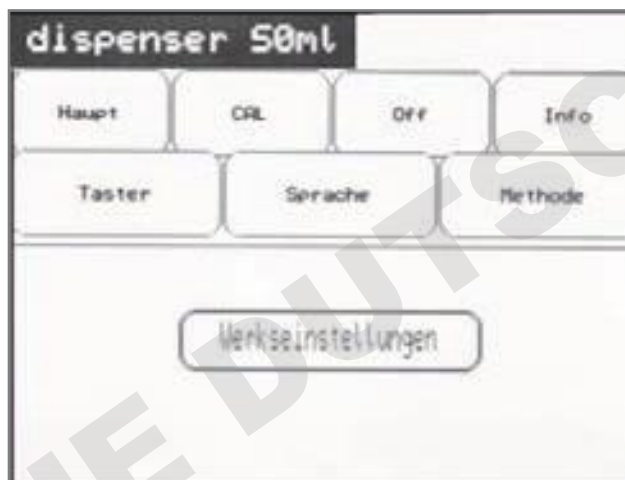 dispenser 50ml
Haupt CAL Off Info
Taster Sprache Methode
Werkseinstellungen